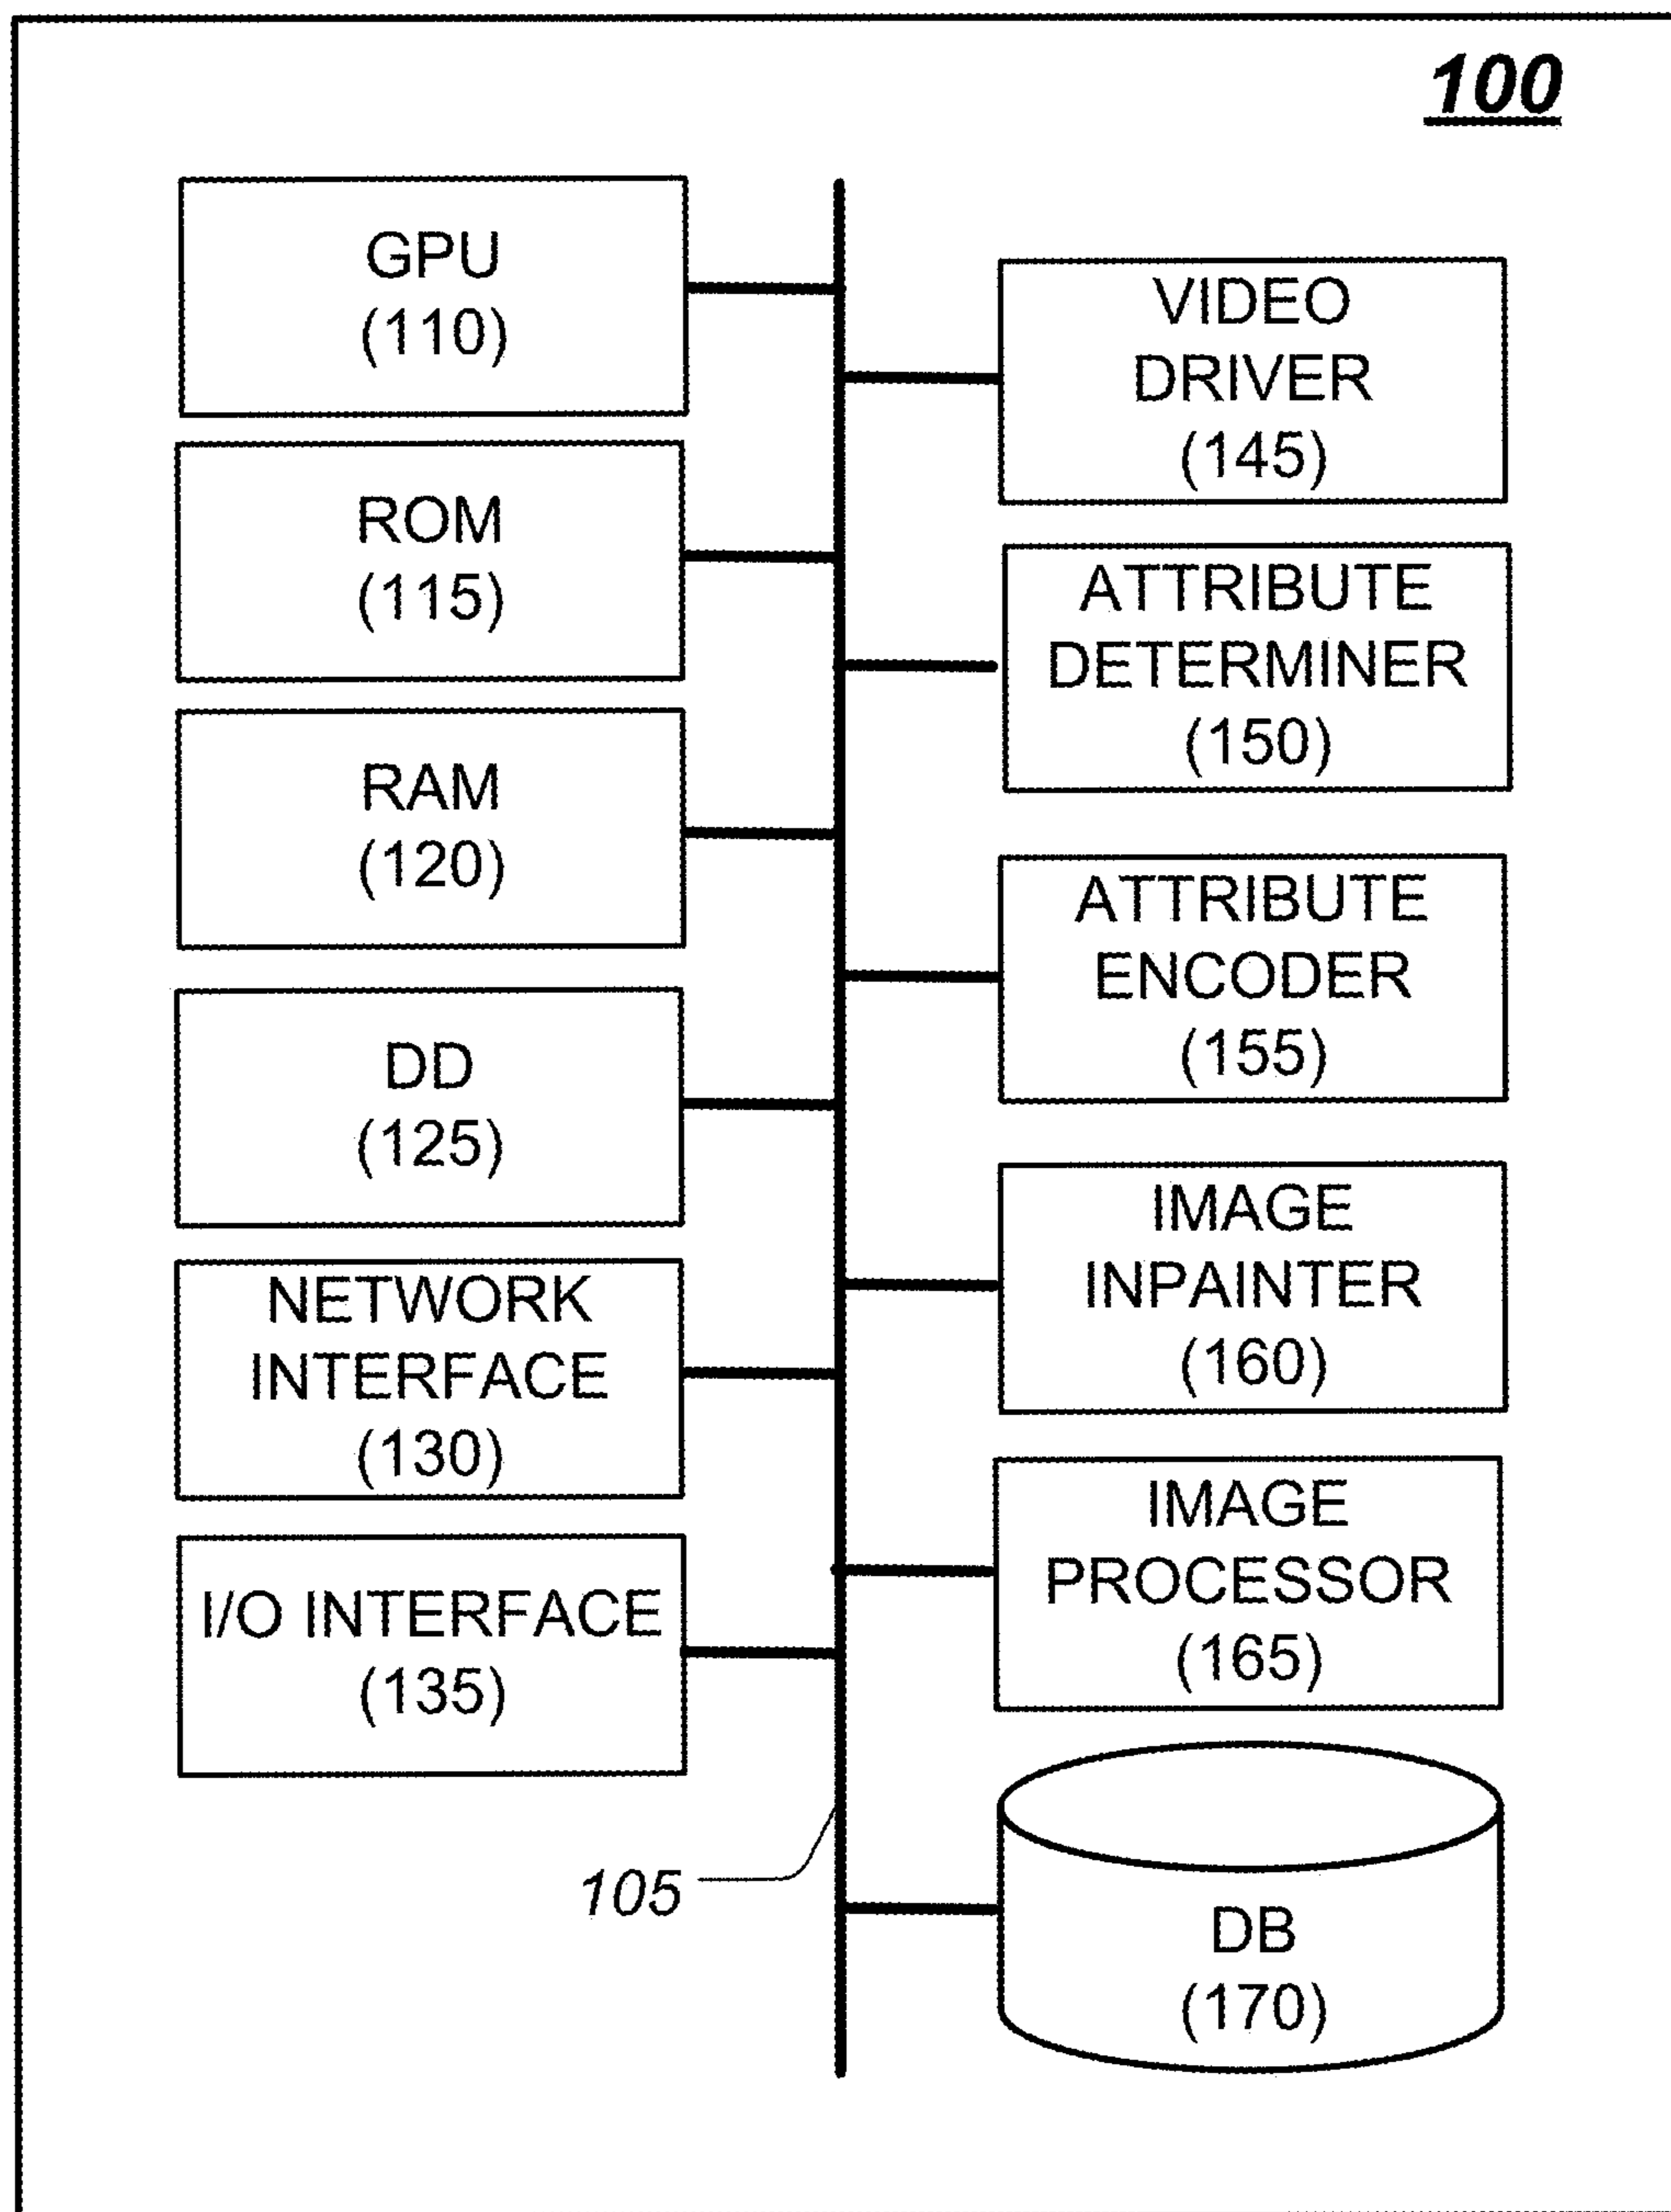 100
GPU
(110)
ROM
(115)
RAM
(120)
DD
(125)
NETWORK
INTERFACE
(130)
I/O INTERFACE
(135)
105
VIDEO
DRIVER
(145)
ATTRIBUTE
DETERMINER
(150)
ATTRIBUTE
ENCODER
(155)
IMAGE
INPAINTER
(160)
IMAGE
PROCESSOR
(165)
DB
(170)